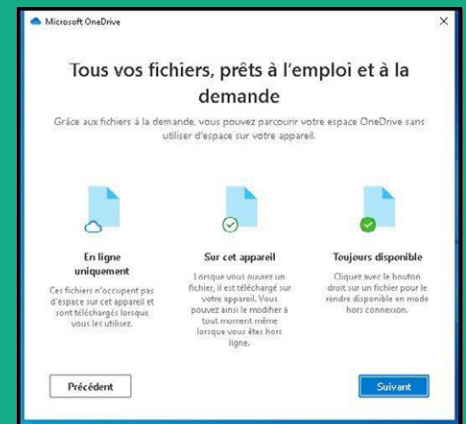 Microsoft OneDrive
Tous vos fichiers, prêts à l'emploi et à la
demande
Grâce aux fichiers à la demande, vous pouvez parcourir votre espace OneDrive sans
utiliser d'espace sur votre appareil.
En ligne
uniquement
Ces fichiers n'occupent pas
d'espace sur cet appareil et
sont téléchargés lorsque
vous les utilisez.
Sur cet appareil
Lorsque vous ouvrez un
fichier, il est téléchargé sur
votre appareil. Vous
pouvez ainsi le modifier à
tout moment même
lorsque vous êtes hors
ligne.
Toujours disponible
Cliquez avec le bouton
droit sur un fichier pour le
rendre disponible en mode
hors connexion.
Précédent
Suivant